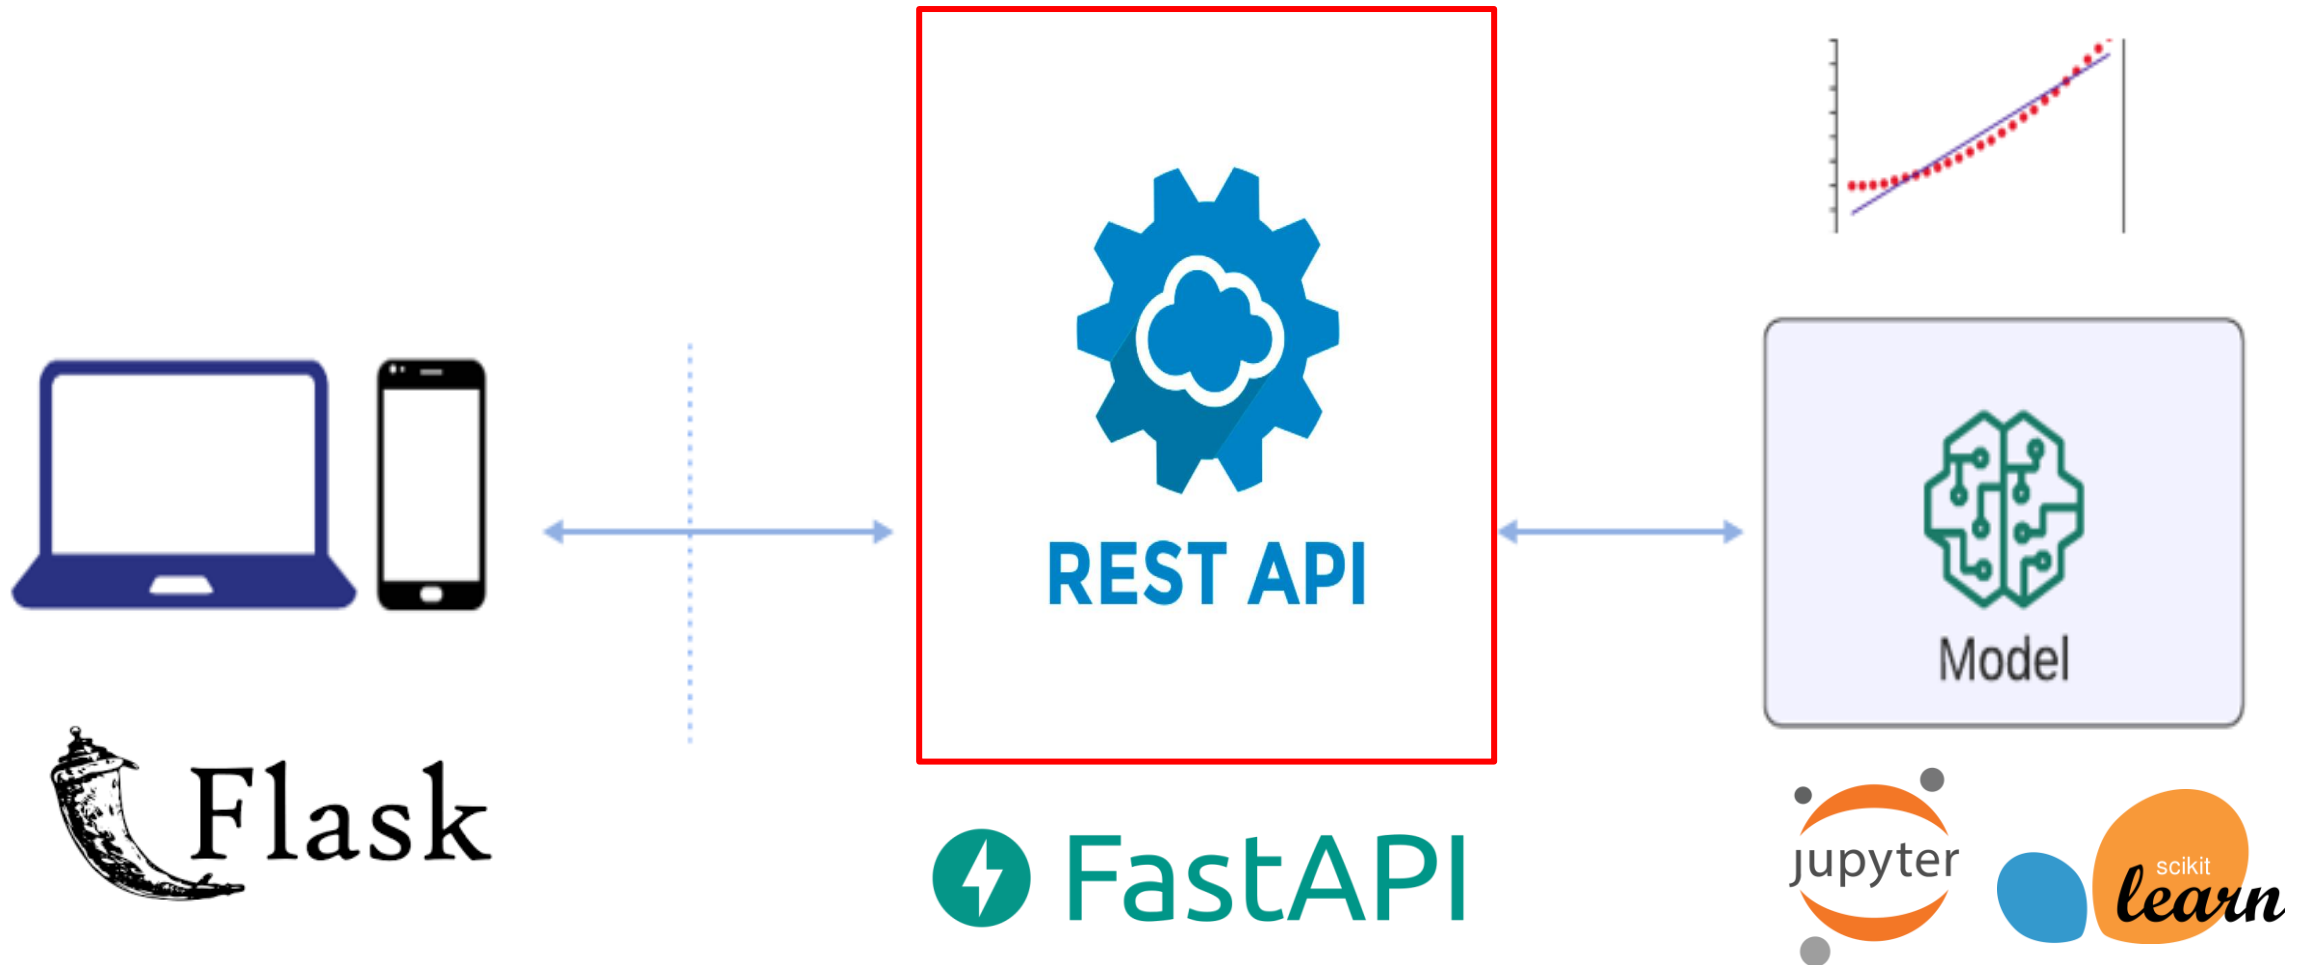 REST API
Model
Flask
FastAPI
jupyter
scikit
learn